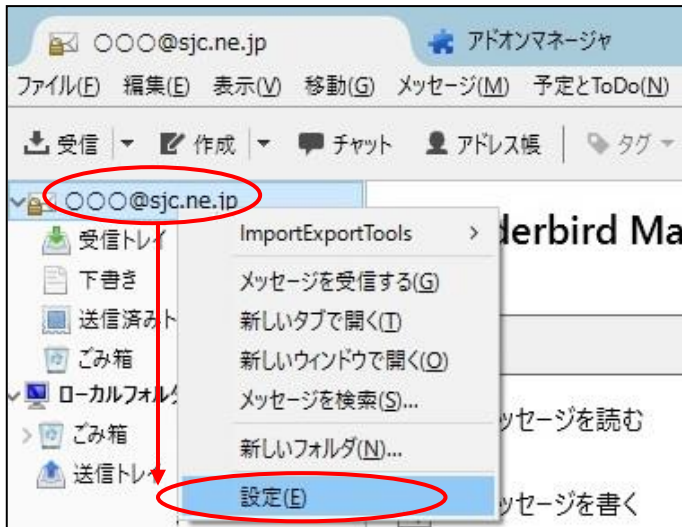 ○○○@sjc.ne.jp
アドオンマネージャ
ファイル(F) 編集(E) 表示(V) 移動(G) メッセージ(M) 予定とToDo(N)
受信 作成 チャット アドレス帳 タグ
○○○@sjc.ne.jp
受信トレイ
下書き
送信済みト
ごみ箱
ローカルフォルダ
ごみ箱
送信トレイ
ImportExportTools >
メッセージを受信する(G)
新しいタブで開く(T)
新しいウィンドウで開く(O)
メッセージを検索(S)...
新しいフォルダ(N)...
設定(E)
derbird Ma
ッセージを読む
ッセージを書く